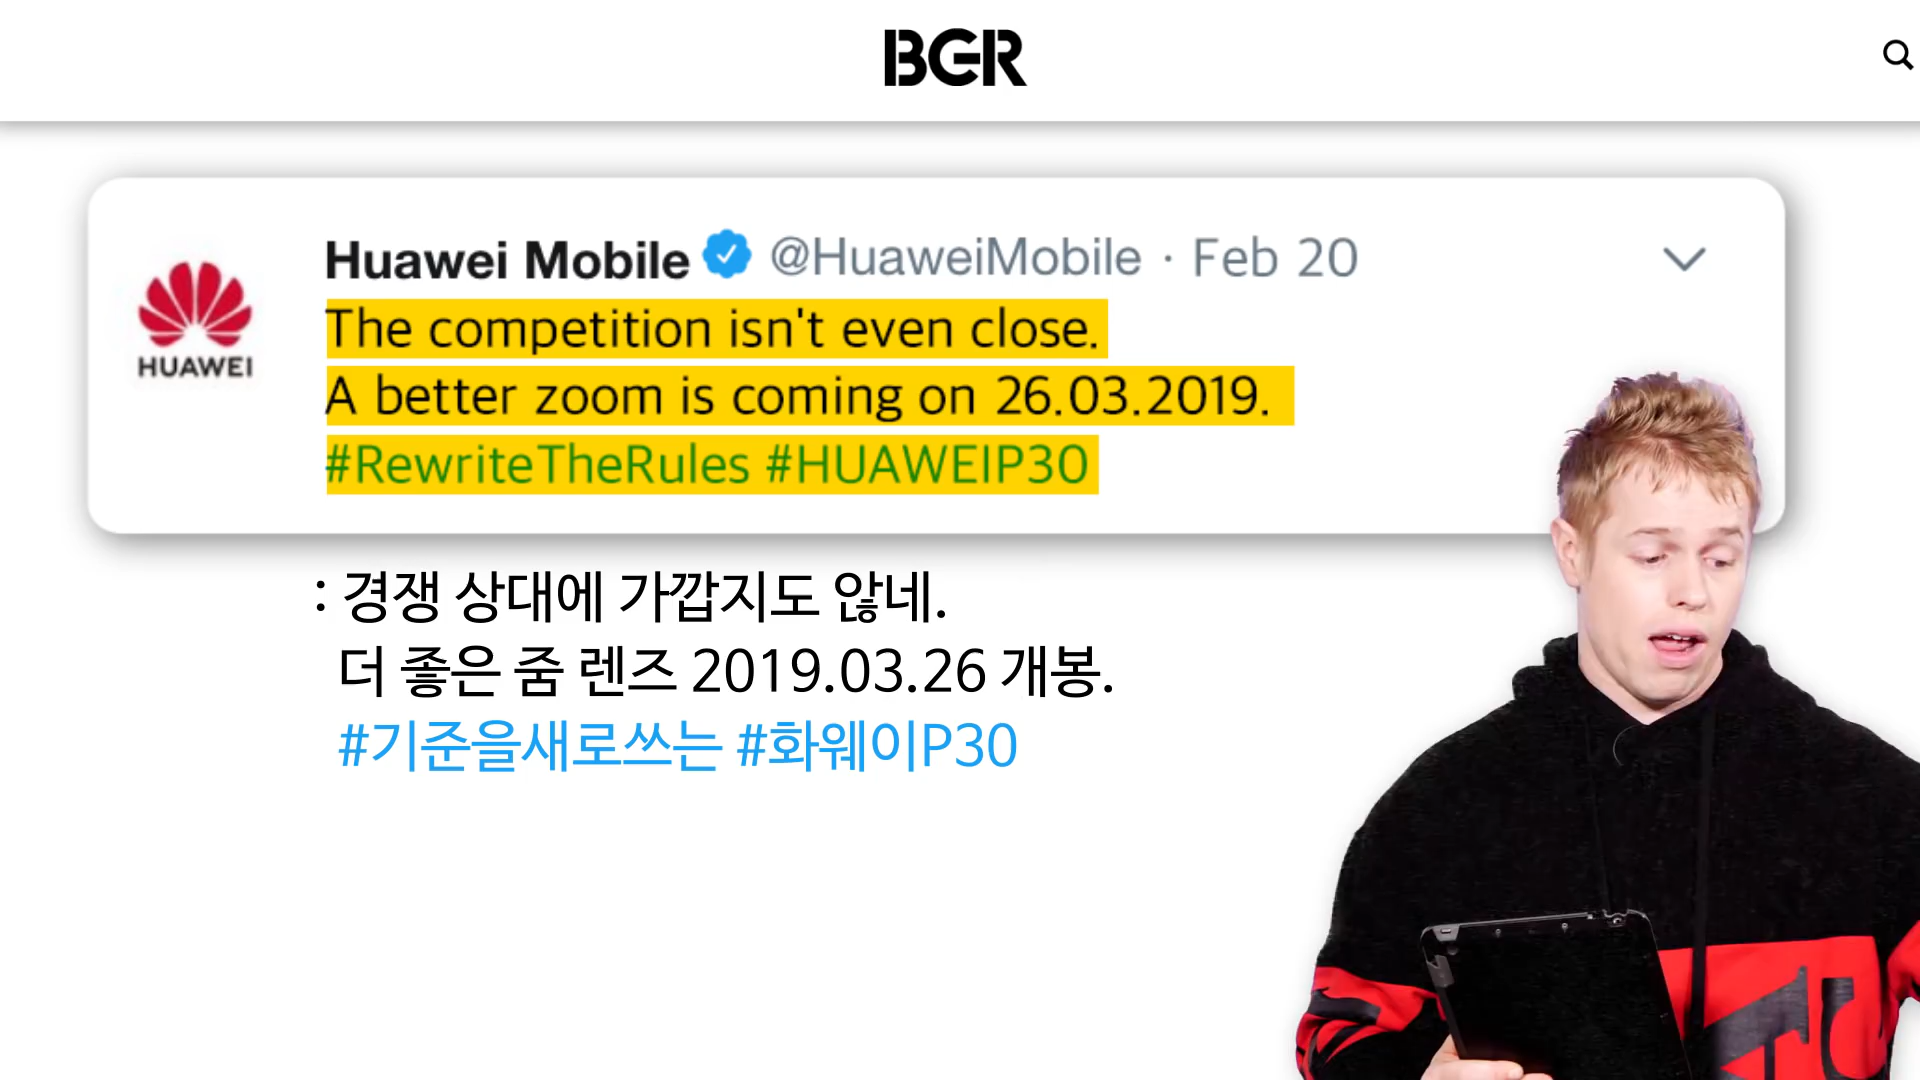 BGR
Huawei Mobile @HuaweiMobile · Feb 20
HUAWEI
The competition isn't even close.
A better zoom is coming on 26.03.2019.
#RewriteTheRules #HUAWEIP30
: 경쟁 상대에 가깝지도 않네.
더 좋은 줌 렌즈 2019.03.26 개봉.
#기준을새로쓰는 #화웨이P30